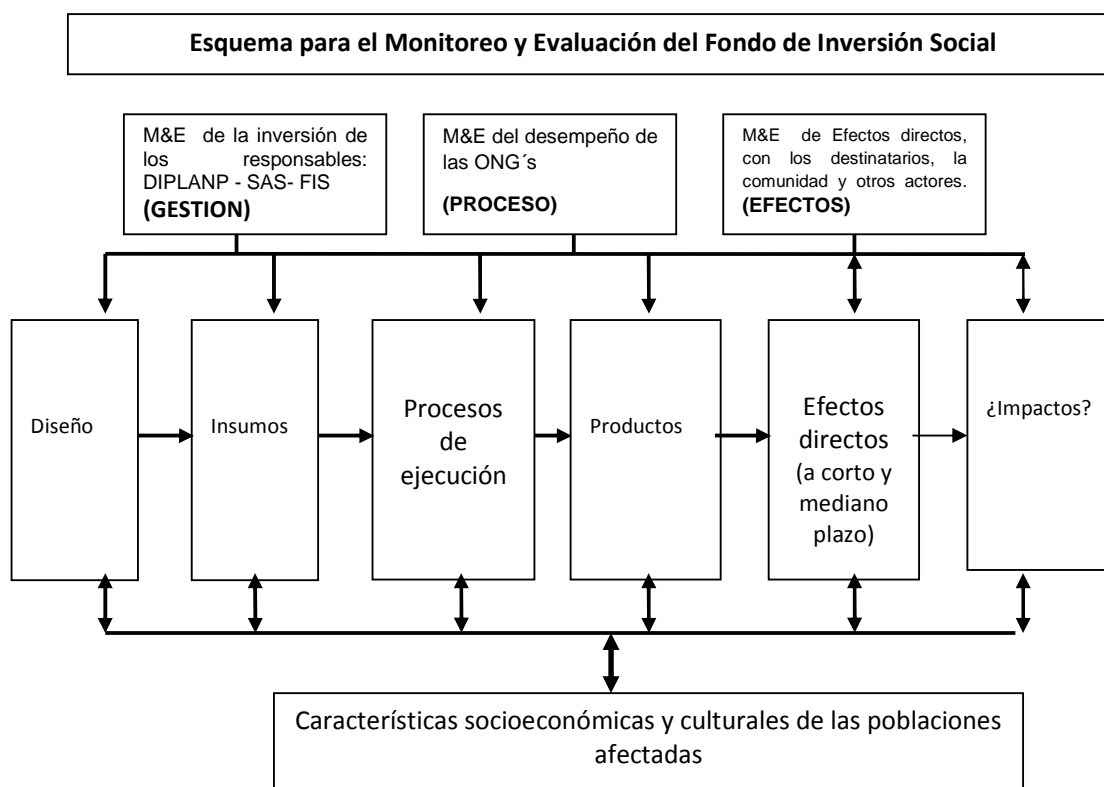 Esquema para el Monitoreo y Evaluación del Fondo de Inversión Social
M&E de la inversión de
los responsables:
DIPLANP - SAS- FIS
(GESTION)
M&E del desempeño de
las ONG´s
(PROCESO)
M&E de Efectos directos,
con los destinatarios, la
comunidad y otros actores.
(EFECTOS)
Diseño
Insumos
Procesos
de
ejecución
Productos
Efectos
directos
(a corto y
mediano
plazo)
¿Impactos?
Características socioeconómicas y culturales de las poblaciones
afectadas